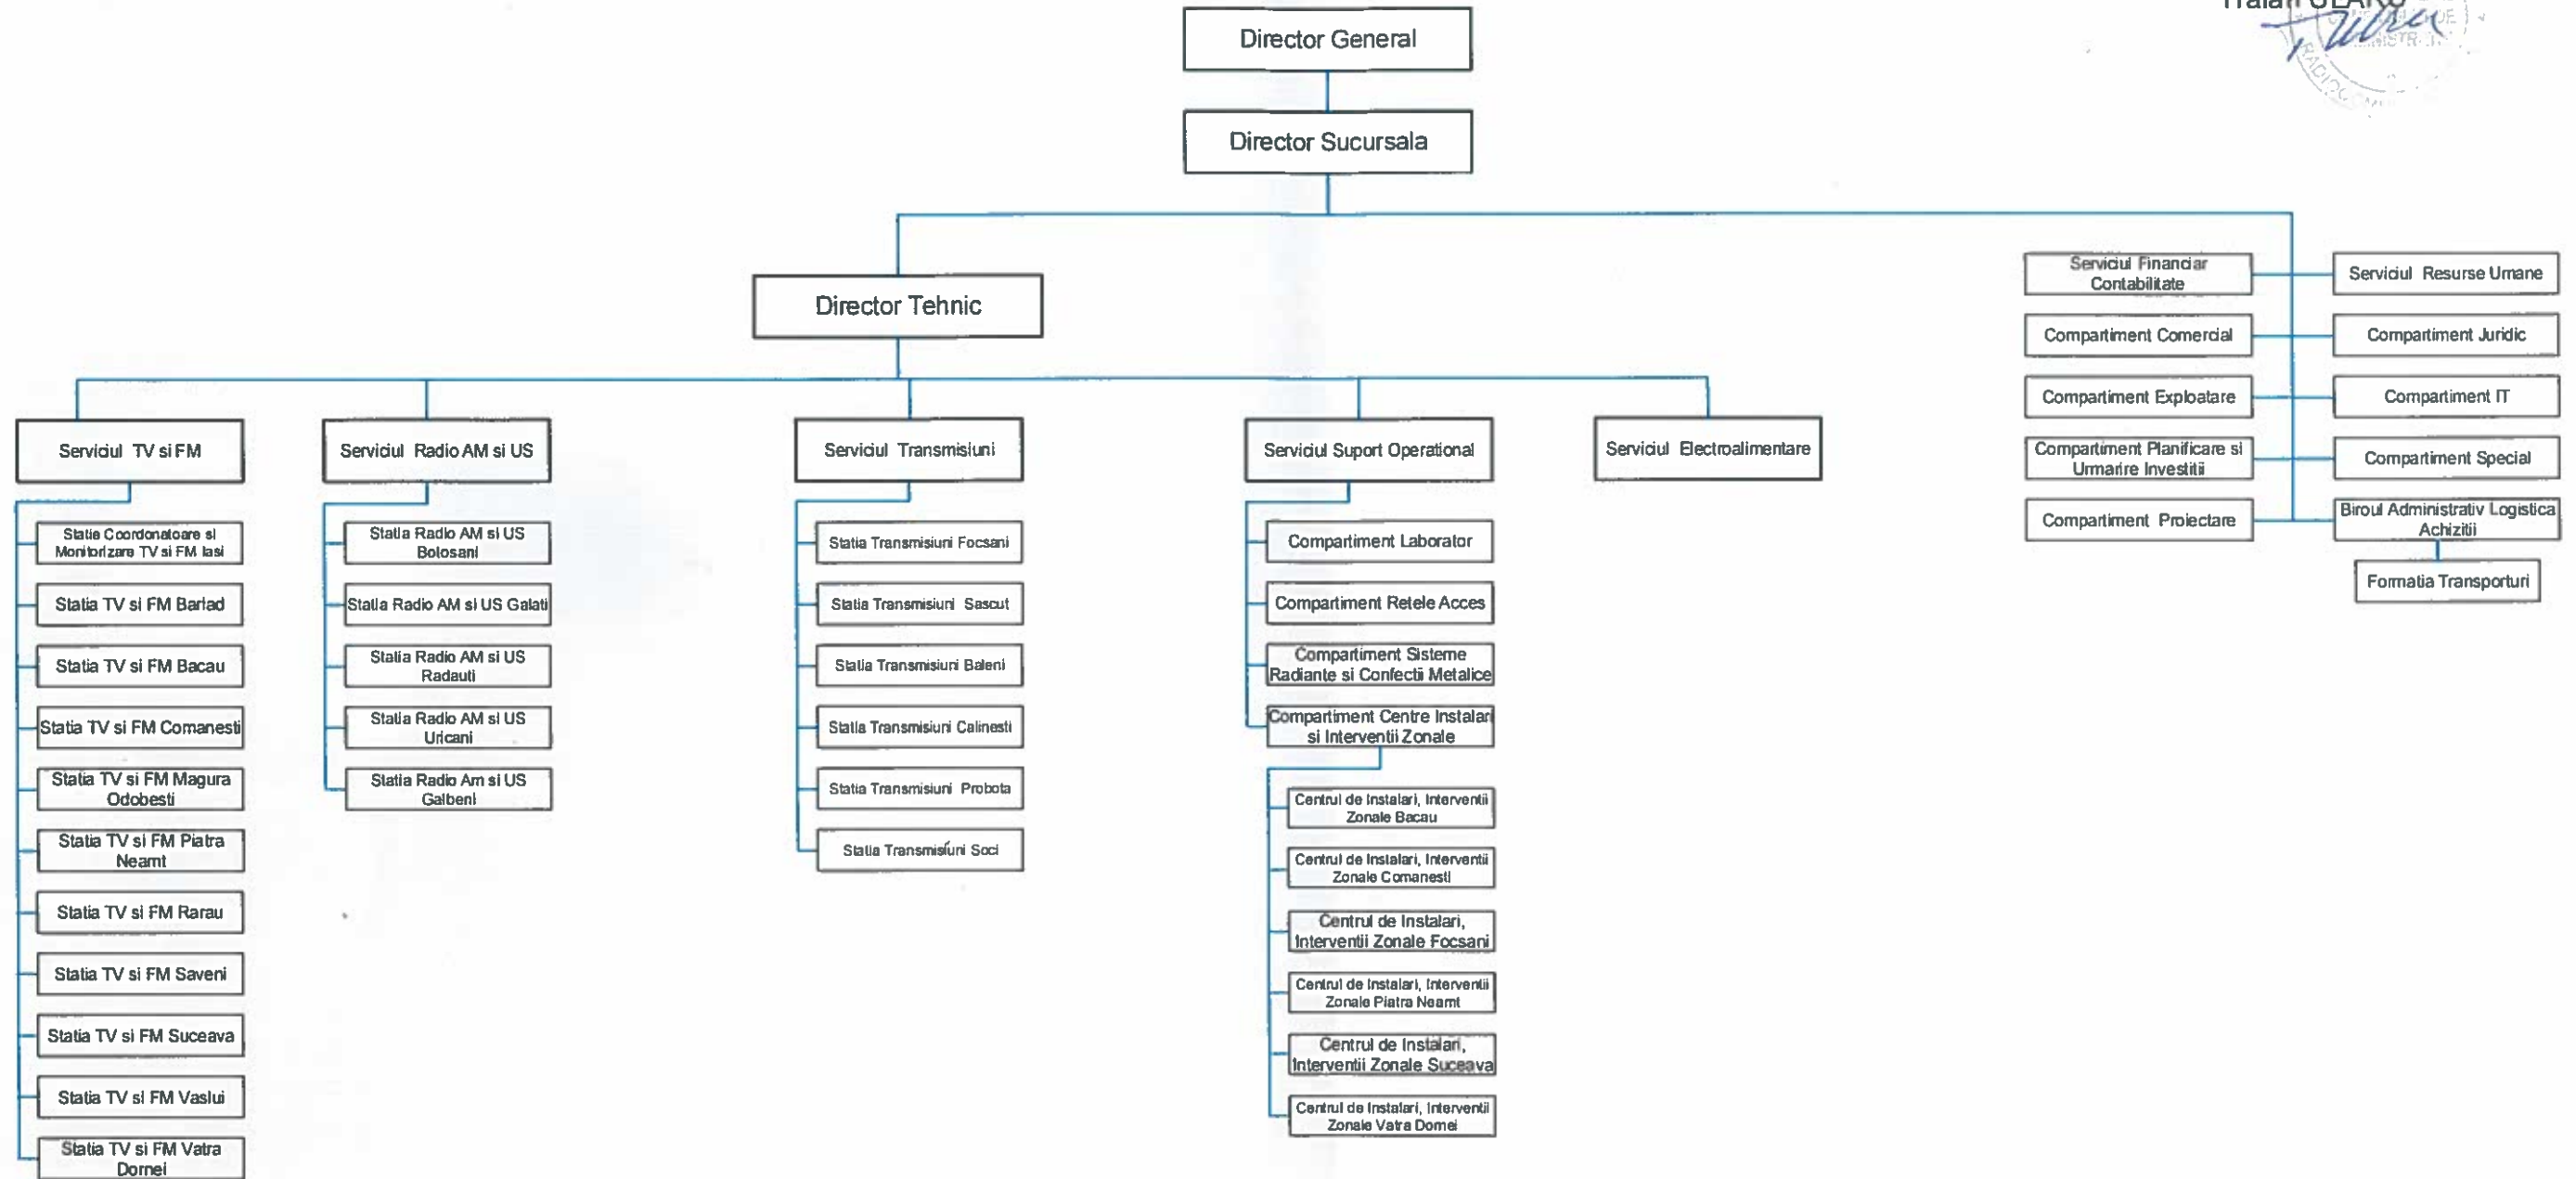 Traian
Director General
Director Sucursala
Director Tehnic
Serviciul Financiar
Contabilitate
Serviciul Resurse Umane
Compartiment Comercial
Compartiment Juridic
Compartiment Exploatare
Compartiment IT
Compartiment Planificare si
Urmarire Investitii
Compartiment Special
Compartiment Proiectare
Biroul Administrativ Logistica
Achizitii
Formatia Transporturi
Serviciul TV si FM
Serviciul Radio AM si US
Serviciul Transmisiuni
Serviciul Suport Operational
Serviciul Electroalimentare
Statie Coordonatoare si
Monitorizare TV si FM Iasi
Statia TV si FM Barlad
Statia TV si FM Bacau
Statia TV si FM Comanesti
Statia TV si FM Magura
Odobesti
Statia TV si FM Piatra
Neamt
Statia TV si FM Rarau
Statia TV si FM Saveni
Statia TV si FM Suceava
Statia TV si FM Vaslui
Statia TV si FM Vatra
Dornei
Statia Radio AM si US
Botosani
Statia Radio AM si US Galati
Statia Radio AM si US
Radauti
Statia Radio AM si US
Uricani
Statia Radio Am si US
Galbeni
Statia Transmisiuni Focsani
Statia Transmisiuni Sascut
Statia Transmisiuni Baleni
Statia Transmisiuni Calinesti
Statia Transmisiuni Probota
Statia Transmisiuni Soci
Compartiment Laborator
Compartiment Retele Acces
Compartiment Sisteme
Radiante si Confectii Metalice
Compartiment Centre Instalari
si Interventii Zonale
Centrul de Instalari, Interventii
Zonale Bacau
Centrul de Instalari, Interventii
Zonale Comanesti
Centrul de Instalari,
Interventii Zonale Focsani
Centrul de Instalari, Interventii
Zonale Piatra Neamt
Centrul de Instalari,
Interventii Zonale Suceava
Centrul de Instalari, Interventii
Zonale Vatra Dornei